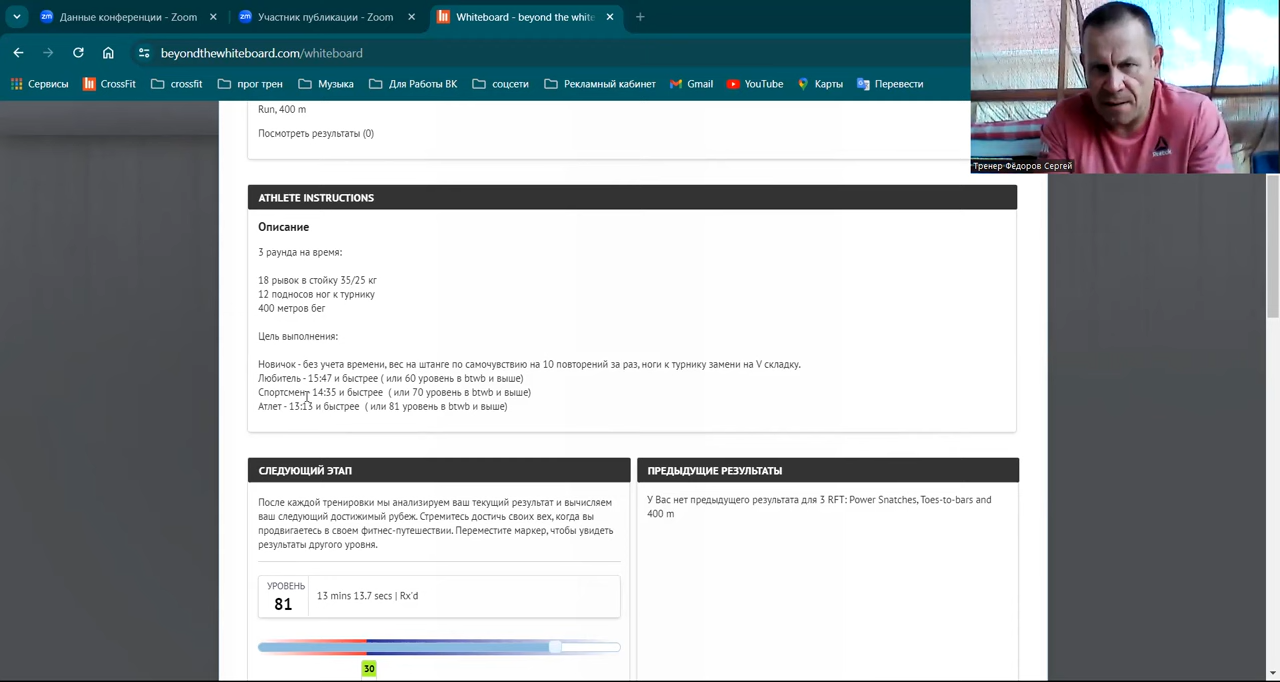 Данные конференции - Zoom
Участник публикации - Zoom
Whiteboard - beyond the white
beyondthewhiteboard.com/whiteboard
Сервисы
CrossFit
crossfit
прог трен
Музыка
Для Работы ВК
соцсети
Рекламный кабинет
Gmail
YouTube
Карты
Перевести
Run, 400 m
Посмотреть результаты (0)
Тренер-Фёдоров Сергей
ATHLETE INSTRUCTIONS
Описание
3 раунда на время:
18 рывок в стойку 35/25 кг
12 подносов ног к турнику
400 метров бег
Цель выполнения:
Новичок - без учета времени, вес на штанге по самочувствию на 10 повторений за раз, ноги к турнику замени на V складку.
Любитель - 15:47 и быстрее ( или 60 уровень в btwb и выше)
Спортсмен- 14:35 и быстрее ( или 70 уровень в btwb и выше)
Атлет - 13:13 и быстрее ( или 81 уровень в btwb и выше)
СЛЕДУЮЩИЙ ЭТАП
После каждой тренировки мы анализируем ваш текущий результат и вычисляем
ваш следующий достижимый рубеж. Стремитесь достичь своих вех, когда вы
продвигаетесь в своем фитнес-путешествии. Переместите маркер, чтобы увидеть
результаты другого уровня.
УРОВЕНЬ
81
13 mins 13.7 secs | Rx'd
30
ПРЕДЫДУЩИЕ РЕЗУЛЬТАТЫ
У Вас нет предыдущего результата для 3 RFT: Power Snatches, Toes-to-bars and
400 m